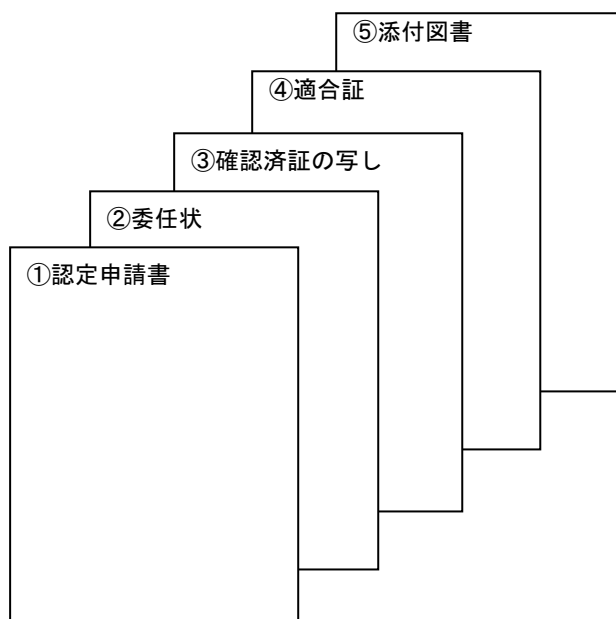 ⑤添付図書
④適合証
③確認済証の写し
②委任状
①認定申請書